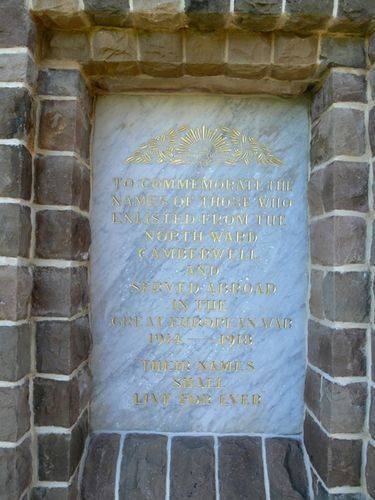 TO COMMEMORATE THE
NAMES OF THOSE WHO
ENLISTED FROM THE
NORTH WARD
CAMBERWELL
AND
SERVED ABROAD
IN THE
GREAT EUROPEAN WAR
1914 — 1918
THEIR NAMES
SHALL
LIVE FOR EVER